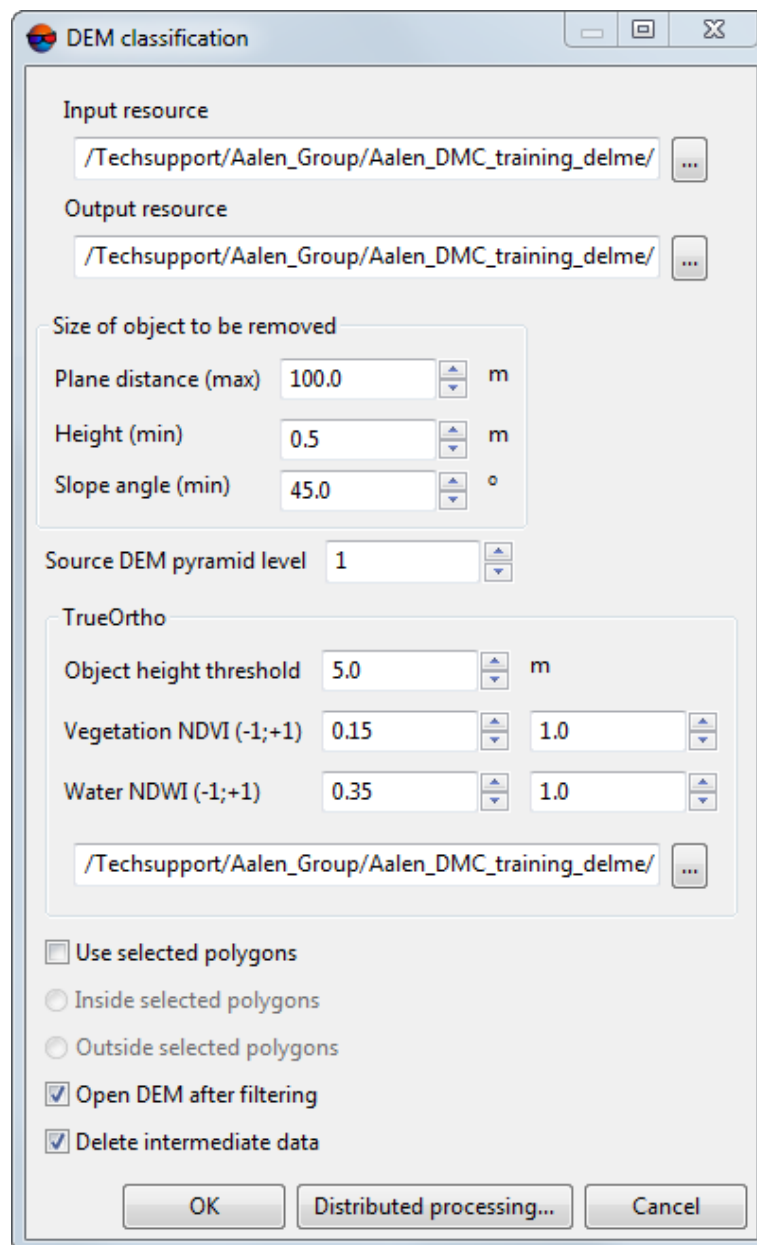 DEM classification
Input resource
/Techsupport/Aalen_Group/Aalen_DMC_training_delme/ ...
Output resource
/Techsupport/Aalen_Group/Aalen_DMC_training_delme/ ...
Size of object to be removed
Plane distance (max) 100.0 m
Height (min) 0.5 m
Slope angle (min) 45.0 º
Source DEM pyramid level 1
TrueOrtho
Object height threshold 5.0 m
Vegetation NDVI (-1;+1) 0.15 1.0
Water NDWI (-1;+1) 0.35 1.0
/Techsupport/Aalen_Group/Aalen_DMC_training_delme/ ...
Use selected polygons
Inside selected polygons
Outside selected polygons
Open DEM after filtering
Delete intermediate data
OK Distributed processing... Cancel